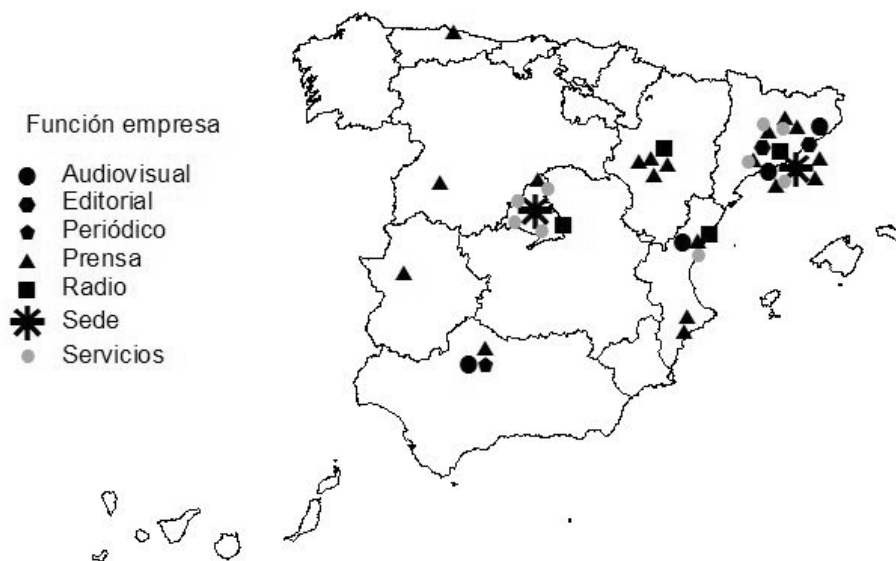 Función empresa
Audiovisual
Editorial
Periódico
Prensa
Radio
Sede
Servicios